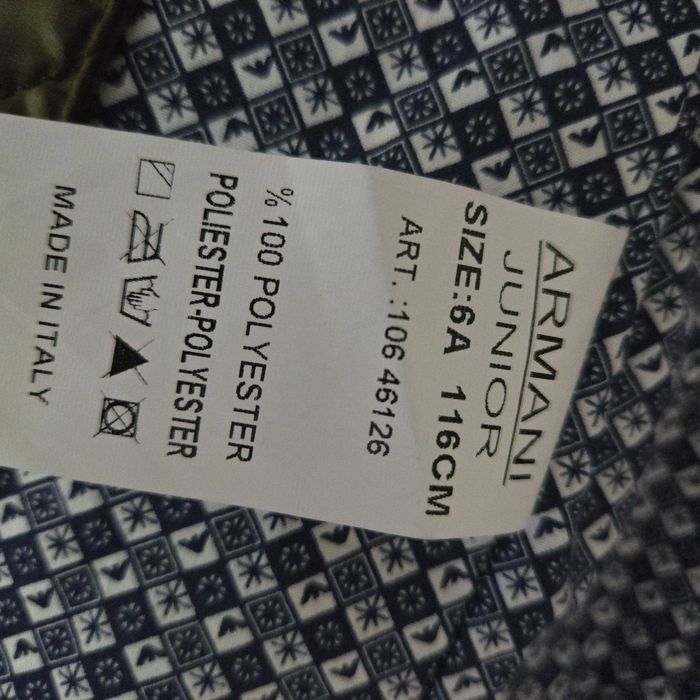 ARMANI
JUNIOR
SIZE:6A 116CM
ART. :106 46126
%100 POLYESTER
POLIESTER-POLYESTER
MADE IN ITALY